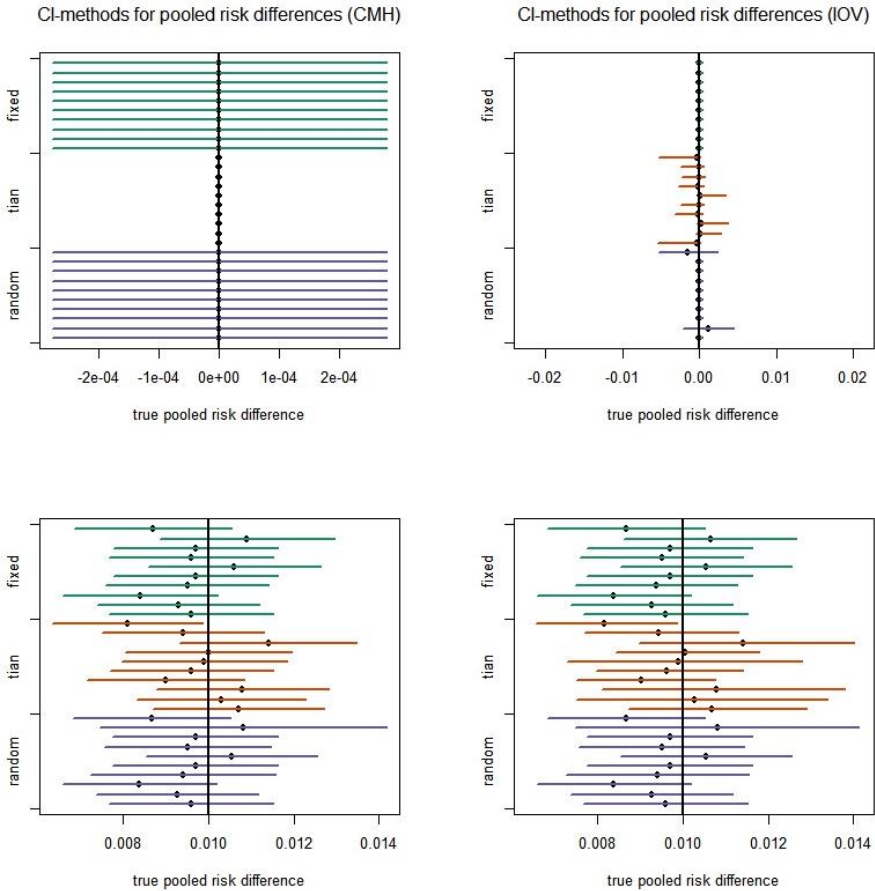 CI-methods for pooled risk differences (CMH)
CI-methods for pooled risk differences (IOV)
fixed
tian
random
-2e-04 -1e-04 0e+00 1e-04 2e-04
true pooled risk difference
fixed
tian
random
-0.02 -0.01 0.00 0.01 0.02
true pooled risk difference
fixed
tian
random
0.008 0.010 0.012 0.014
true pooled risk difference
fixed
tian
random
0.008 0.010 0.012 0.014
true pooled risk difference